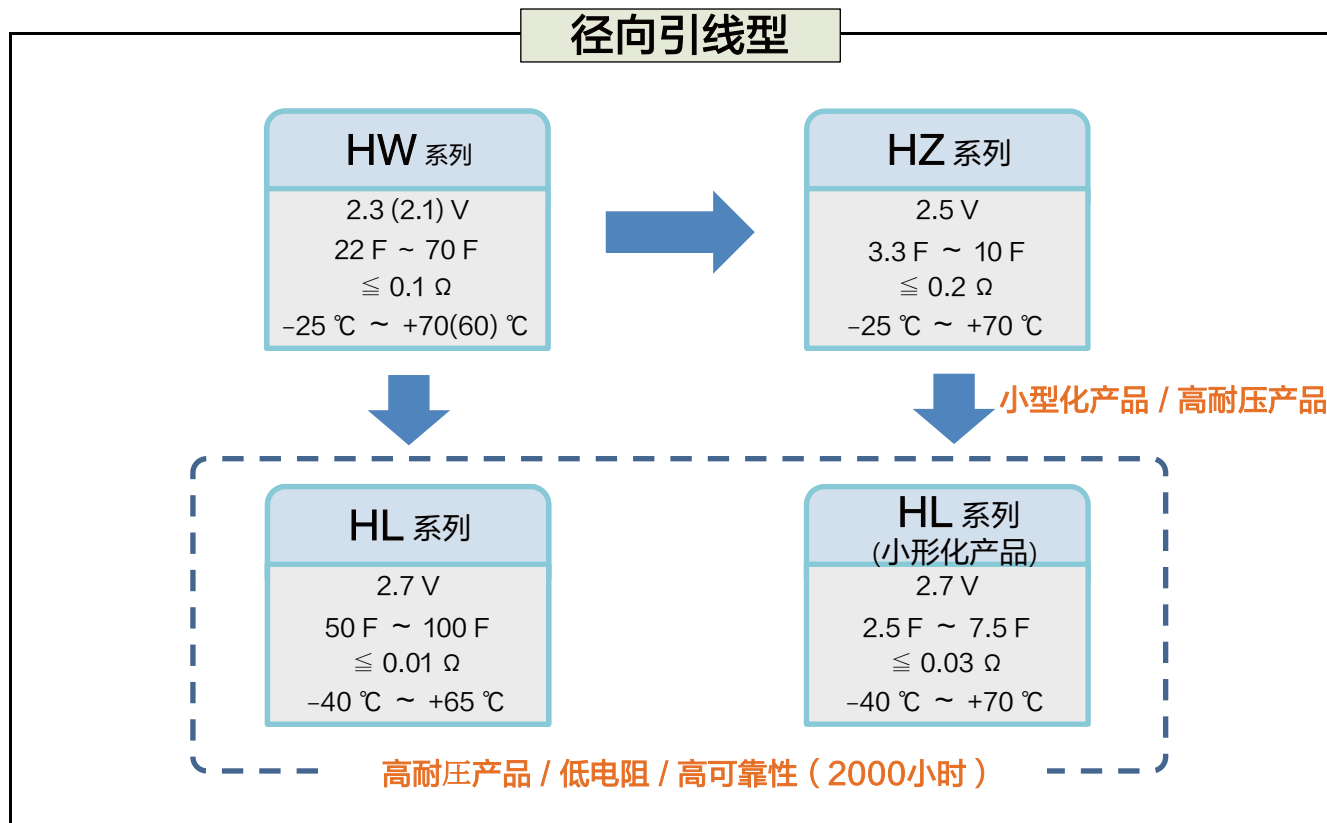 径向引线型
HW 系列
2.3 (2.1) V
22 F ~ 70 F
≦ 0.1 Ω
−25 ℃ ~ +70(60) ℃
HZ 系列
2.5 V
3.3 F ~ 10 F
≦ 0.2 Ω
−25 ℃ ~ +70 ℃
小型化产品 / 高耐压产品
HL 系列
2.7 V
50 F ~ 100 F
≦ 0.01 Ω
−40 ℃ ~ +65 ℃
HL 系列
(小形化产品)
2.7 V
2.5 F ~ 7.5 F
≦ 0.03 Ω
−40 ℃ ~ +70 ℃
高耐圧产品 / 低电阻 / 高可靠性（2000小时）